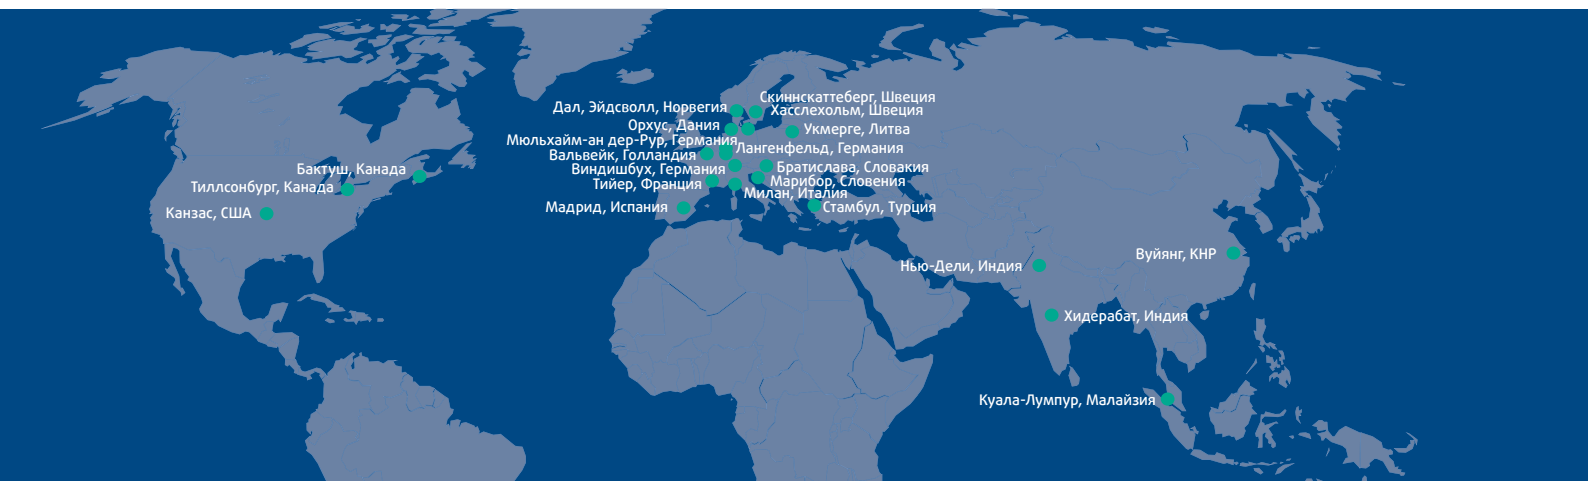 Скиннскаттеберг, Швеция
Дал, Эйдсволл, Норвегия
Хасслехольм, Швеция
Орхус, Дания
Укмерге, Литва
Мюльхайм-ан дер-Рур, Германия
Лангенфельд, Германия
Вальвейк, Голландия
Бактуш, Канада
Виндишбух, Германия
Братислава, Словакия
Тиллсонбург, Канада
Тийер, Франция
Марибор, Словения
Милан, Италия
Канзас, США
Мадрид, Испания
Стамбул, Турция
Вуйянг, КНР
Нью-Дели, Индия
Хидерабат, Индия
Куала-Лумпур, Малайзия